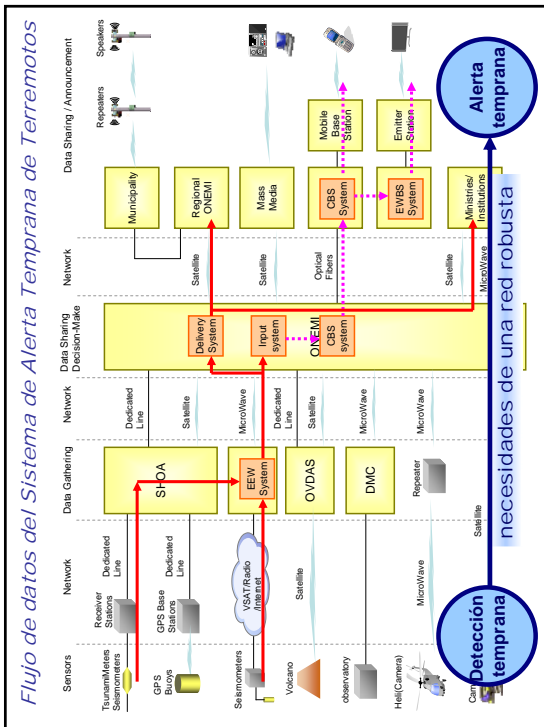 Flujo de datos del Sistema de Alerta Temprana de Terremotos
Sensors
Network
Data Gathering
Network
Data Sharing
Decision-Make
Network
Data Sharing / Announcement
TsunamiMeters
Seismometers
Receiver
Stations
Dedicated
Line
SHOA
Dedicated
Line
GPS
Buoys
GPS Base
Stations
Dedicated
Line
Satellite
Seismometers
VSAT/Radio
/Internet
EEW
System
MicroWave
Volcano
Satellite
OVDAS
Dedicated
Line
Satellite
observatory
DMC
MicroWave
Heli(Camera)
MicroWave
Repeater
MicroWave
Satellite
Delivery
System
Input
system
CBS
system
ONEMI
Satellite
Satellite
Optical
Fibers
Satellite
MicroWave
Municipality
Repeaters
Speakers
Regional
ONEMI
Mass
Media
CBS
System
Mobile
Base
Station
EWBS
System
Emitter
Station
Ministries/
Institutions
Detección
temprana
necesidades de una red robusta
Alerta
temprana